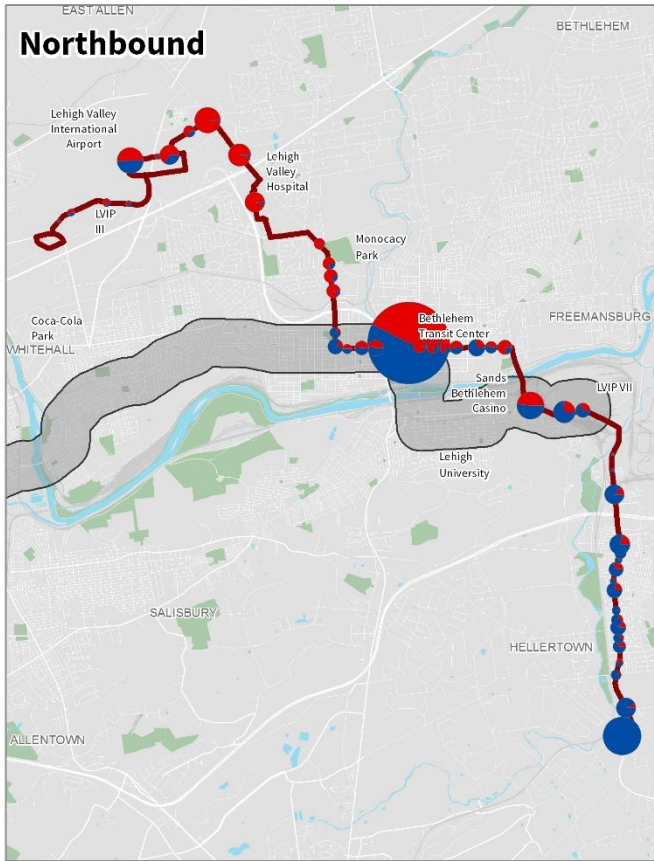 EAST ALLEN
BETHLEHEM
Northbound
Lehigh Valley
International
Airport
Lehigh
Valley
Hospital
LVIP
III
Monocacy
Park
Coca-Cola
Park
WHITEHALL
Bethlehem
Transit Center
FREEMANSBURG
Sands
Bethlehem
Casino
LVIP VII
Lehigh
University
SALISBURY
HELLERTOWN
ALLENTOWN